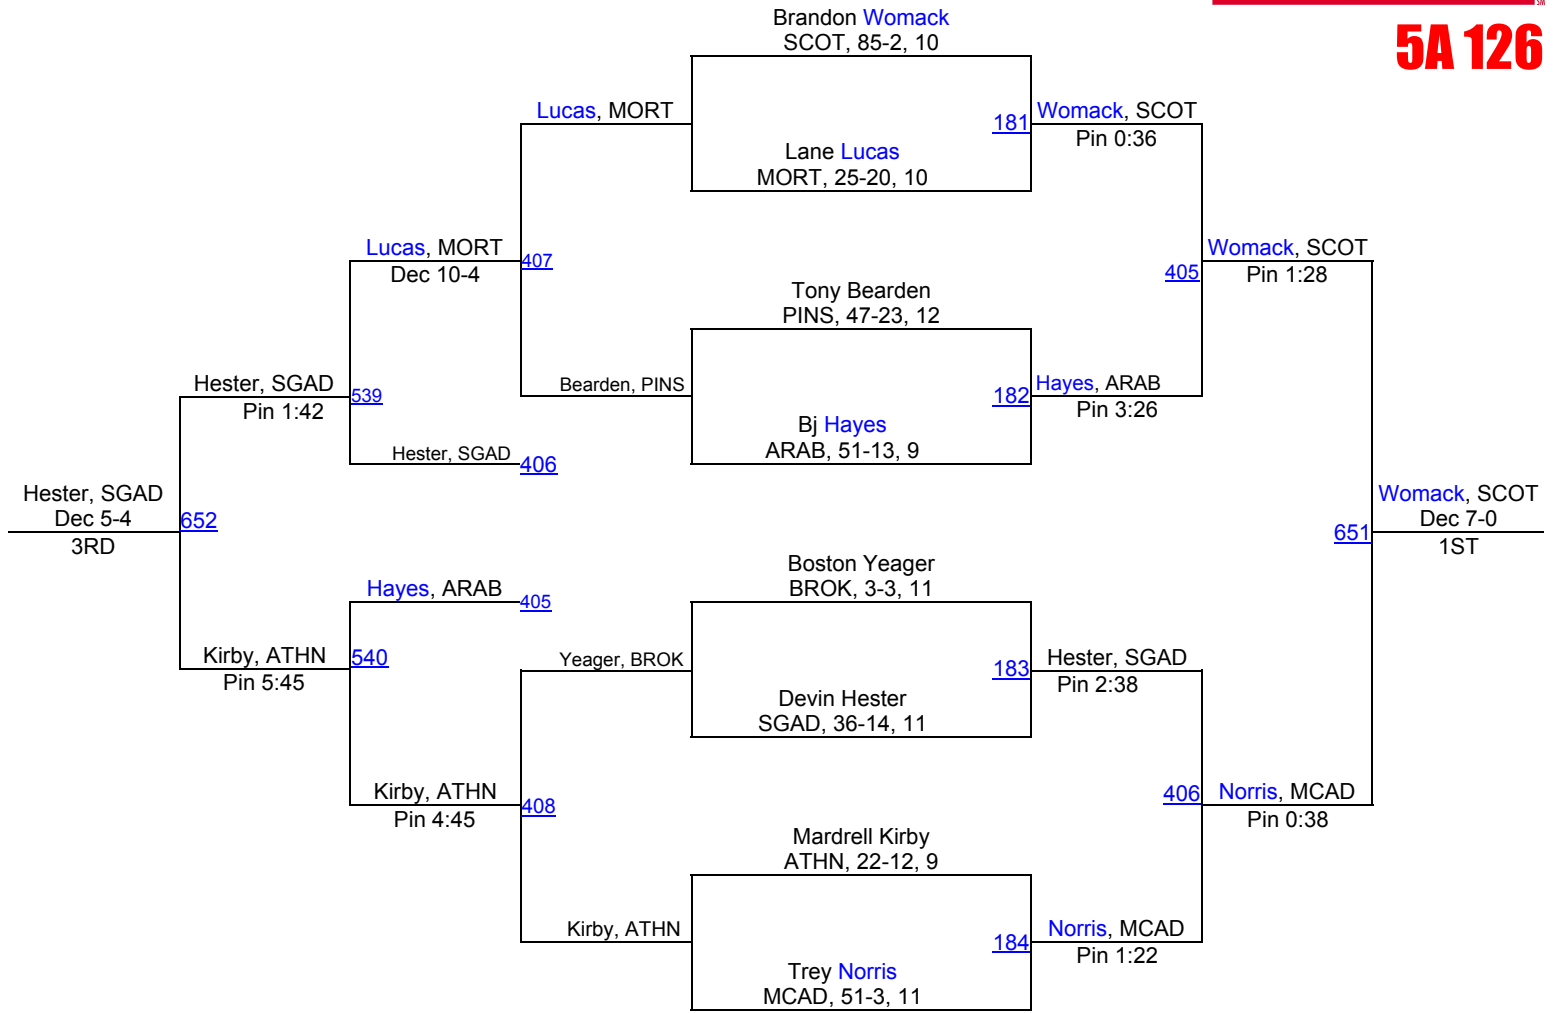 SM
5A 126
Brandon Womack
SCOT, 85-2, 10
Lucas, MORT
181
Womack, SCOT
Pin 0:36
Lane Lucas
MORT, 25-20, 10
Lucas, MORT
Dec 10-4
407
Womack, SCOT
Pin 1:28
405
Tony Bearden
PINS, 47-23, 12
Hester, SGAD
Pin 1:42
539
Bearden, PINS
182
Hayes, ARAB
Pin 3:26
Bj Hayes
ARAB, 51-13, 9
Hester, SGAD
406
Hester, SGAD
Dec 5-4
3RD
652
Womack, SCOT
Dec 7-0
1ST
651
Boston Yeager
BROK, 3-3, 11
Hayes, ARAB
405
Kirby, ATHN
Pin 5:45
540
Yeager, BROK
183
Hester, SGAD
Pin 2:38
Devin Hester
SGAD, 36-14, 11
Kirby, ATHN
Pin 4:45
408
406
Norris, MCAD
Pin 0:38
Mardrell Kirby
ATHN, 22-12, 9
Kirby, ATHN
184
Norris, MCAD
Pin 1:22
Trey Norris
MCAD, 51-3, 11